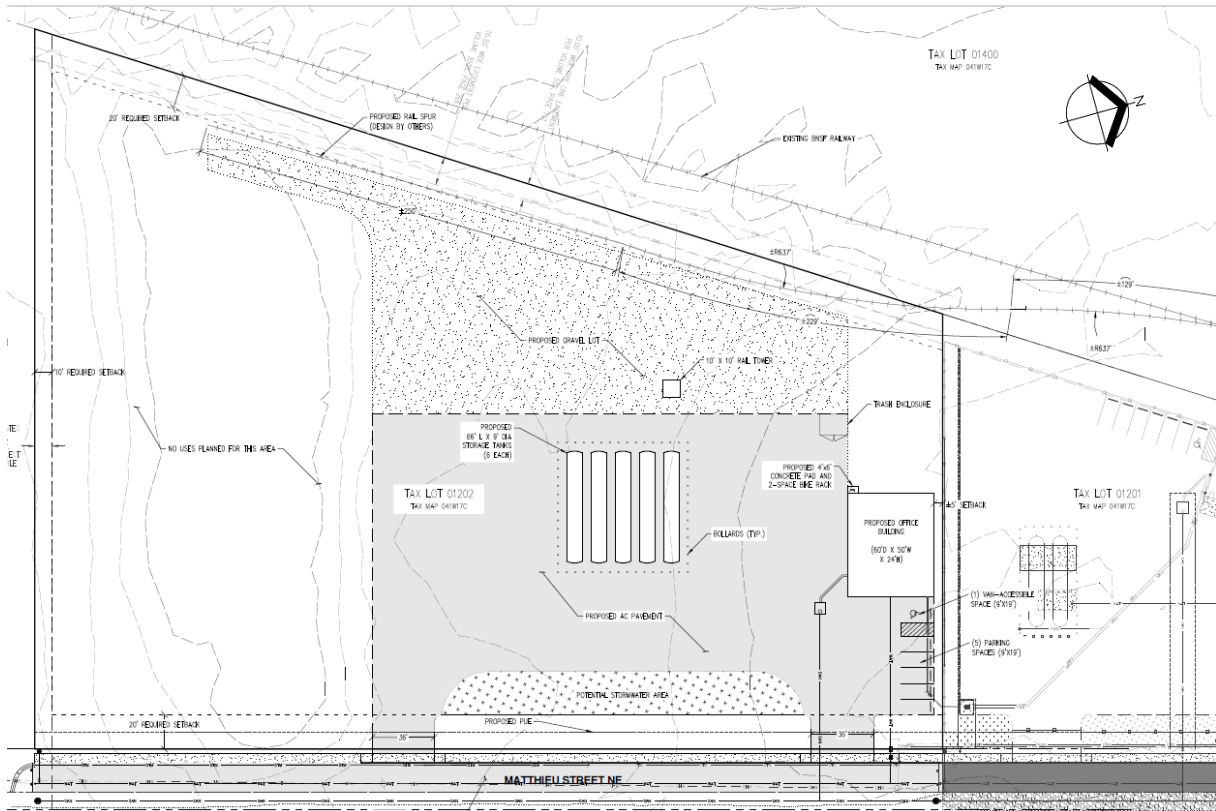 TAX LOT 01400
TAX MAP 041W17C
N
20' REQUIRED SETBACK
PROPOSED RAIL SPUR
(DESIGN BY OTHERS)
EXISTING BNSF RAILWAY
±250'
±R637'
±129'
±229'
±R637'
PROPOSED GRAVEL LOT
10' X 10' RAIL TOWER
10' REQUIRED SETBACK
TRASH ENCLOSURE
NO USES PLANNED FOR THIS AREA
PROPOSED
66' L X 9' DIA
STORAGE TANKS
(6 EACH)
PROPOSED 4'x6'
CONCRETE PAD AND
2-SPACE BIKE RACK
TAX LOT 01202
TAX MAP 041W17C
TAX LOT 01201
TAX MAP 041W17C
±5' SETBACK
PROPOSED OFFICE
BUILDING
(60'D X 50'W
X 24'H)
BOLLARDS (TYP.)
(1) VAN-ACCESSIBLE
SPACE (9'X19')
PROPOSED AC PAVEMENT
(5) PARKING
SPACES (9'X19')
POTENTIAL STORMWATER AREA
20' REQUIRED SETBACK
PROPOSED PUE
36'
36'
MATTHIEU STREET NE